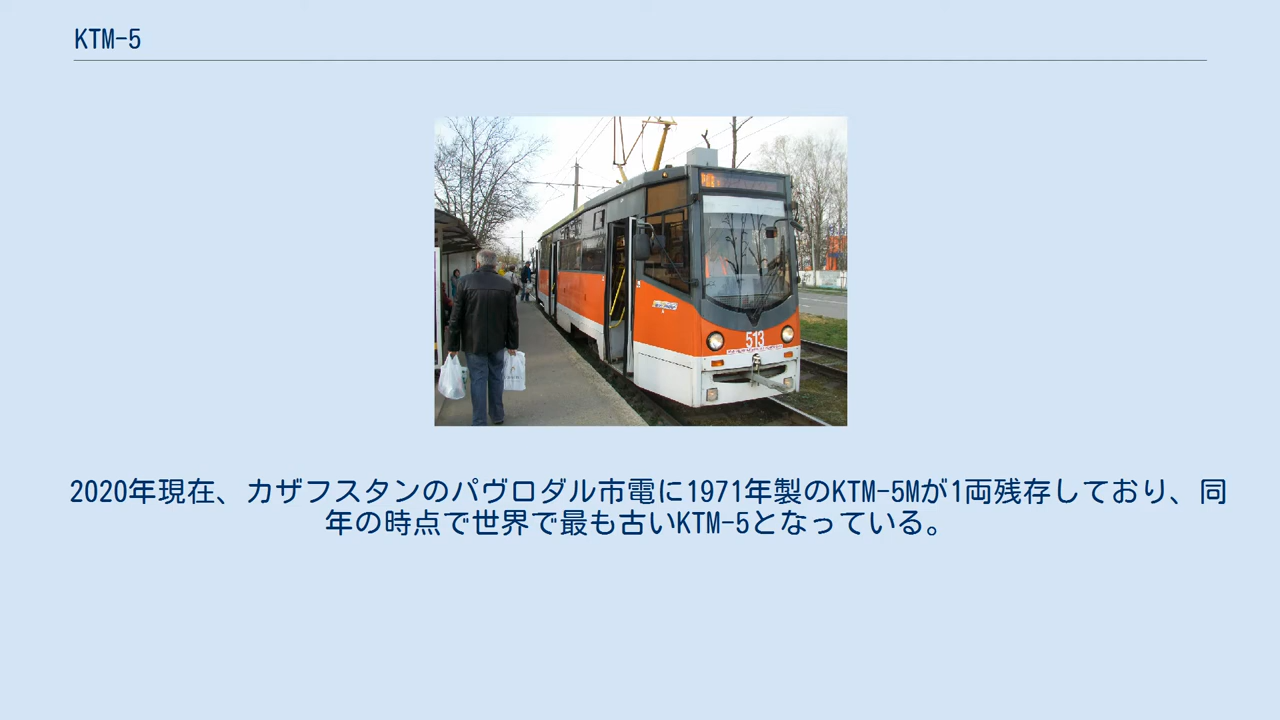 KTM-5
513
2020年現在、カザフスタンのパヴロダル市電に1971年製のKTM-5Mが1両残存しており、同
年の時点で世界で最も古いKTM-5となっている。